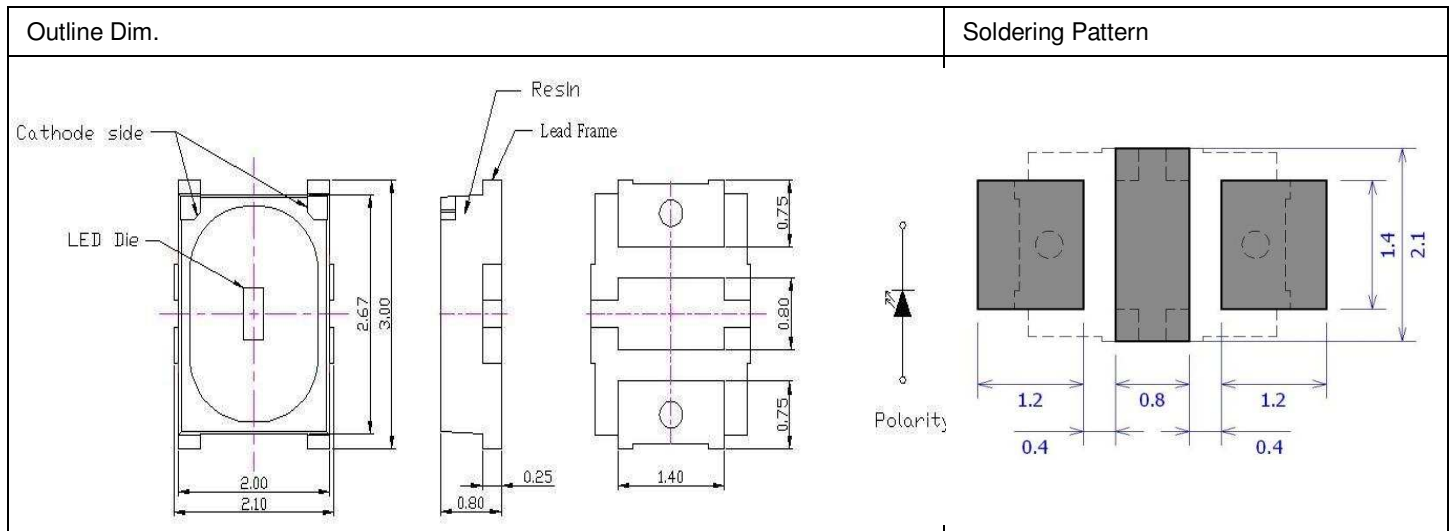 Outline Dim.
Soldering Pattern
ResIn
Cathode side
Lead Frame
LED Die
2.67
3.00
0.75
0.80
0.75
2.00
2.10
0.25
0.80
1.40
Polarity
1.4
2.1
1.2
0.8
1.2
0.4
0.4